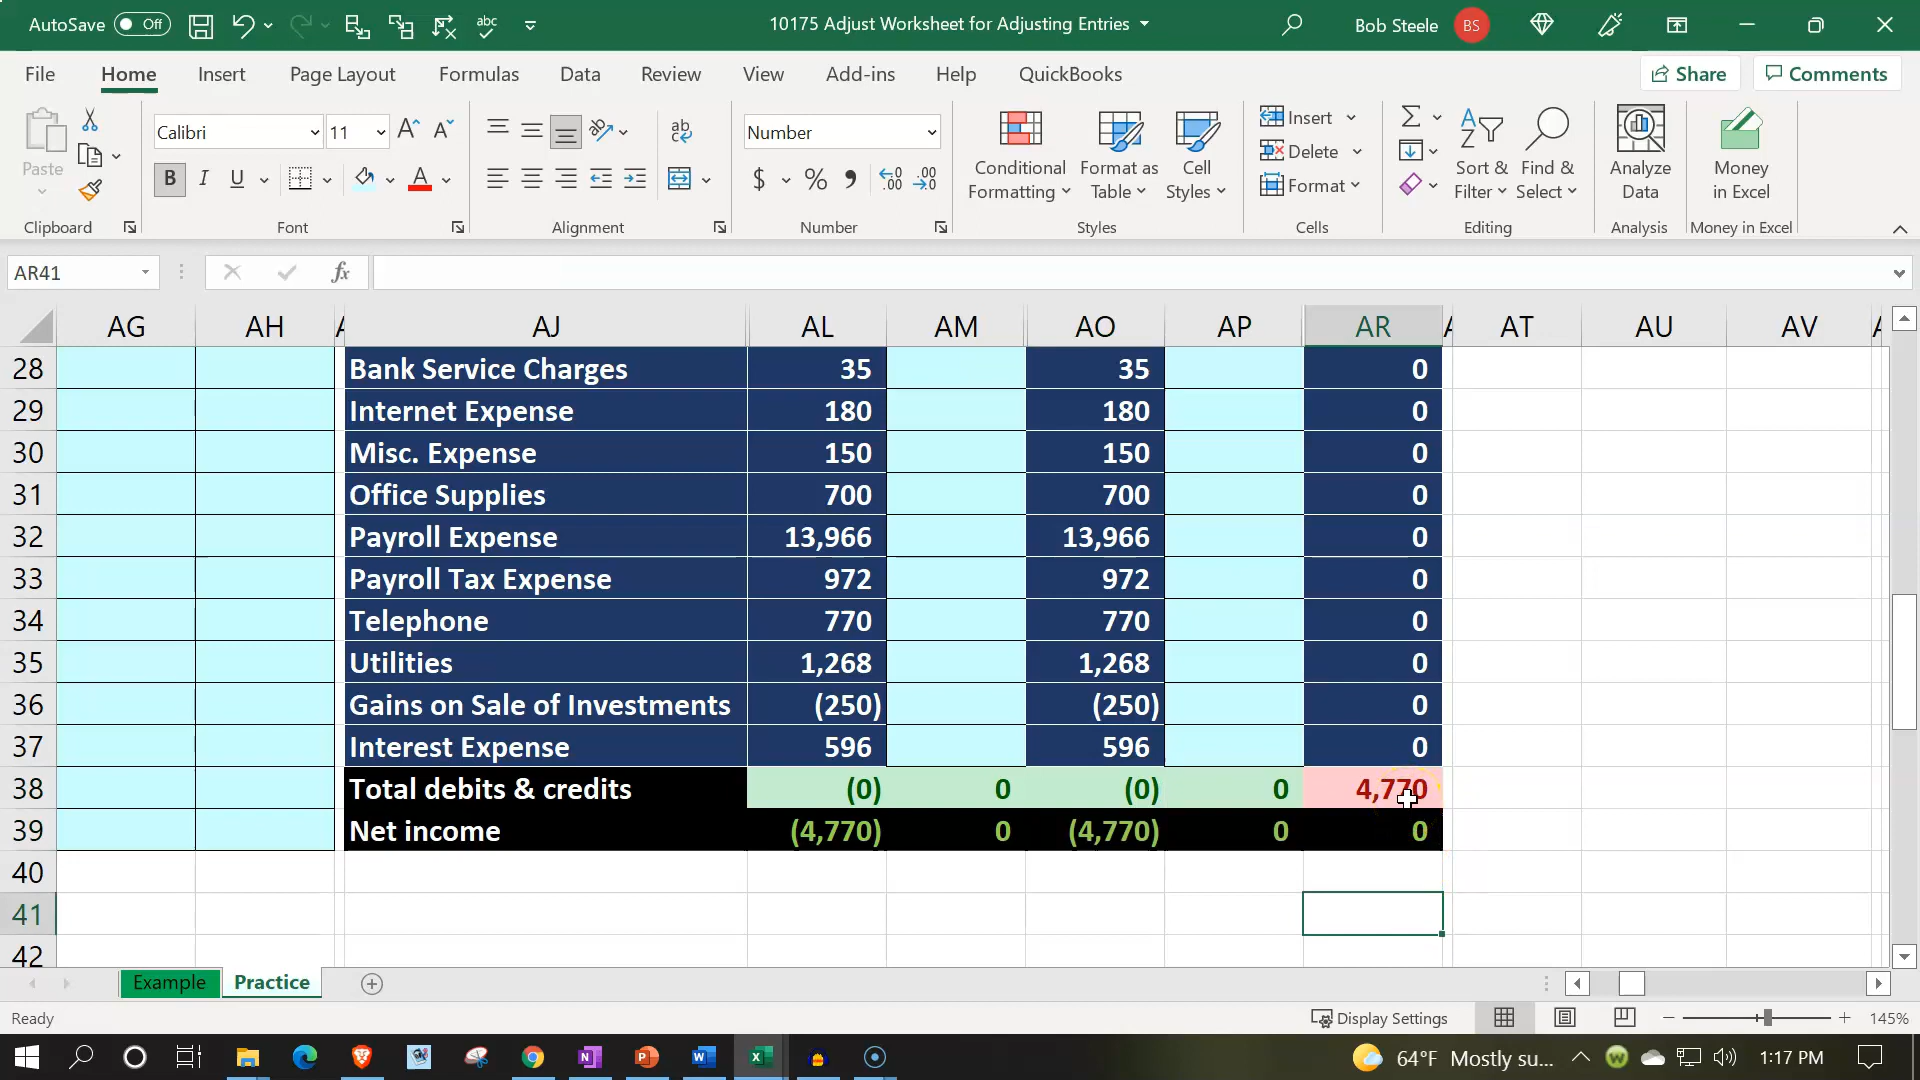 AutoSave Off 10175 Adjust Worksheet for Adjusting Entries Bob Steele BS
File Home Insert Page Layout Formulas Data Review View Add-ins Help QuickBooks Share Comments
Paste Calibri 11 Number Conditional Formatting Format as Table Cell Styles Insert Delete Format Sort & Filter Find & Select Analyze Data Money in Excel
Clipboard Font Alignment Number Styles Cells Editing Analysis Money in Excel
AR41 fx
AG AH AJ AL AM AO AP AR AT AU AV
28 Bank Service Charges 35 35 0
29 Internet Expense 180 180 0
30 Misc. Expense 150 150 0
31 Office Supplies 700 700 0
32 Payroll Expense 13,966 13,966 0
33 Payroll Tax Expense 972 972 0
34 Telephone 770 770 0
35 Utilities 1,268 1,268 0
36 Gains on Sale of Investments (250) (250) 0
37 Interest Expense 596 596 0
38 Total debits & credits (0) 0 (0) 0 4,770
39 Net income (4,770) 0 (4,770) 0 0
40
41
42
Example Practice
Ready Display Settings 145%
64°F Mostly su... 1:17 PM